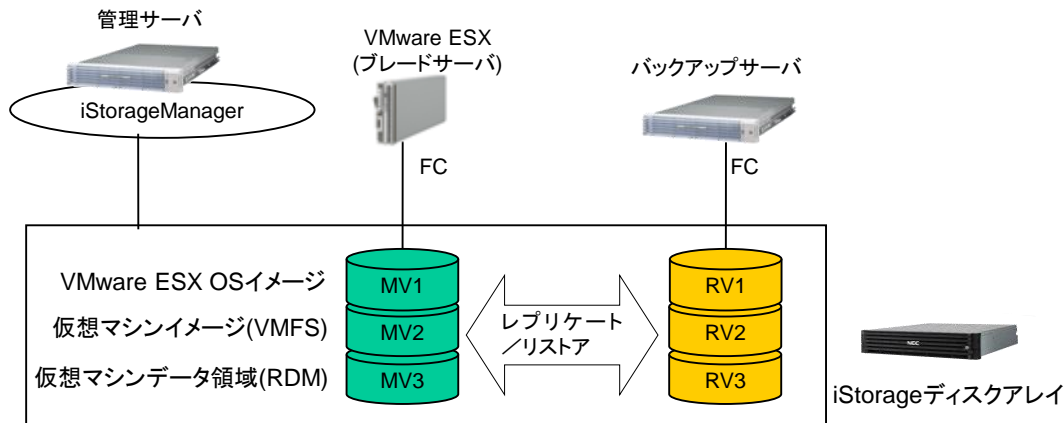 管理サーバ
iStorageManager
VMware ESX
(ブレードサーバ)
バックアップサーバ
FC
FC
VMware ESX OSイメージ
仮想マシンイメージ(VMFS)
仮想マシンデータ領域(RDM)
MV1
MV2
MV3
レプリケート
／リストア
RV1
RV2
RV3
NEC
iStorageディスクアレイ